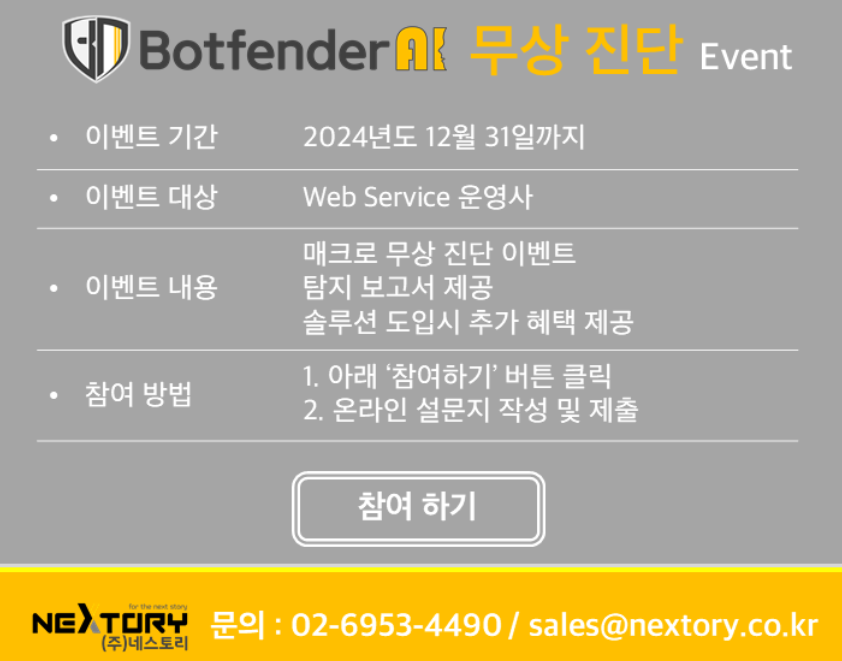 Botfender AI 무상 진단 Event
• 이벤트 기간 2024년도 12월 31일까지
• 이벤트 대상 Web Service 운영사
• 이벤트 내용 매크로 무상 진단 이벤트
탐지 보고서 제공
솔루션 도입시 추가 혜택 제공
• 참여 방법 1. 아래 ‘참여하기’ 버튼 클릭
2. 온라인 설문지 작성 및 제출
참여 하기
for the next story
NEXTORY
(주)네스토리
문의 : 02-6953-4490 / sales@nextory.co.kr